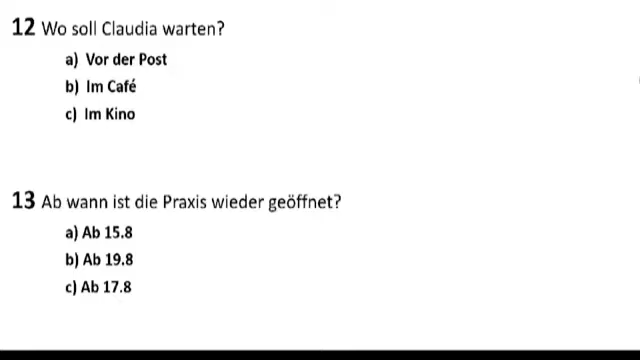 12 Wo soll Claudia warten?
a) Vor der Post
b) Im Café
c) Im Kino
13 Ab wann ist die Praxis wieder geöffnet?
a) Ab 15.8
b) Ab 19.8
c) Ab 17.8